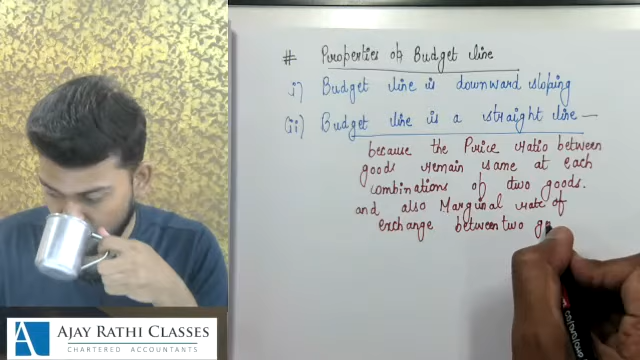 # Properties of Budget line
i) Budget line is downward sloping
(ii) Budget line is a straight line —
because the Price ratio between
goods remain same at each
combinations of two goods.
and also Marginal rate of
exchange between two
AJAY RATHI CLASSES
CHARTERED ACCOUNTANTS